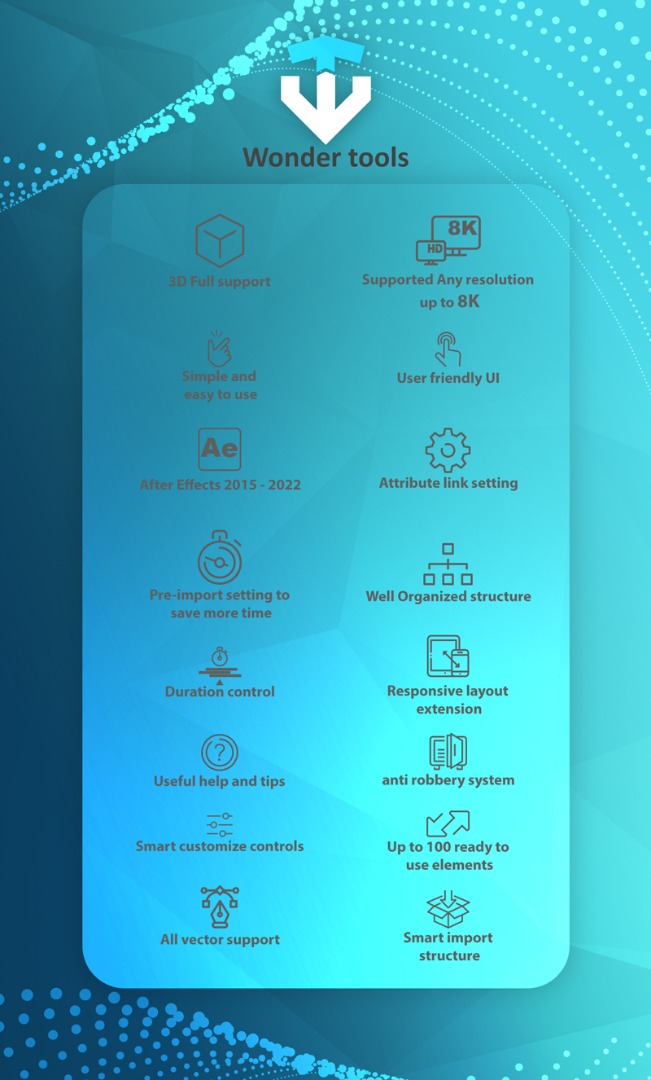 Wonder tools
8K
HD
3D Full support
Supported Any resolution
up to 8K
Simple and
easy to use
User friendly UI
Ae
After Effects 2015 - 2022
Attribute link setting
Pre-import setting to
save more time
Well Organized structure
Duration control
Responsive layout
extension
?
Useful help and tips
anti robbery system
Smart customize controls
Up to 100 ready to
use elements
All vector support
Smart import
structure